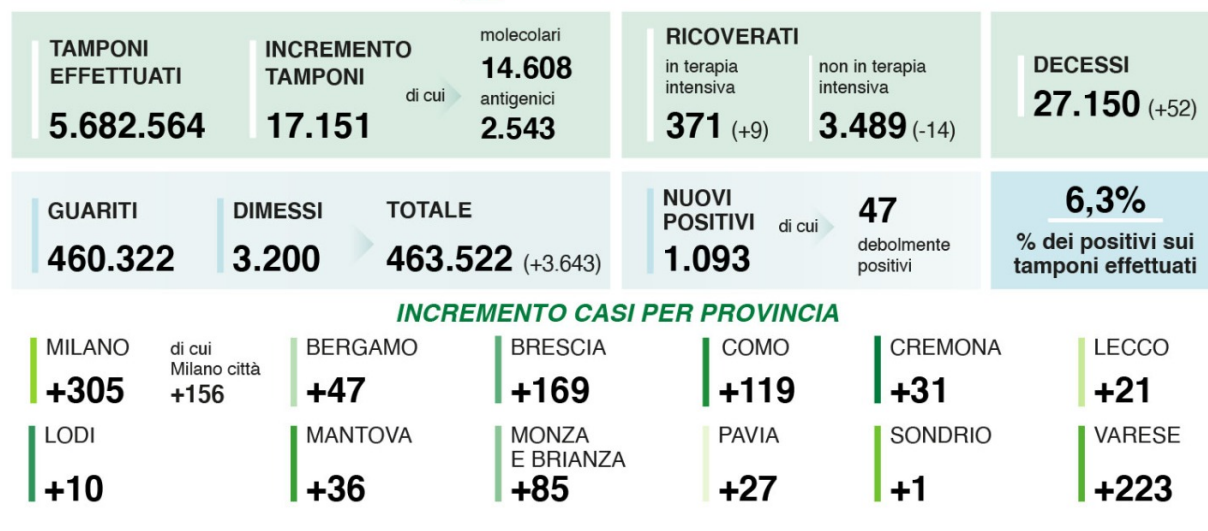 TAMPONI
EFFETTUATI
5.682.564
INCREMENTO
TAMPONI
17.151
di cui
molecolari
14.608
antigenici
2.543
RICOVERATI
in terapia
intensiva
371 (+9)
non in terapia
intensiva
3.489 (-14)
DECESSI
27.150 (+52)
GUARITI
460.322
DIMESSI
3.200
TOTALE
463.522 (+3.643)
NUOVI
POSITIVI
1.093
di cui
47
debolmente
positivi
6,3%
% dei positivi sui
tamponi effettuati
INCREMENTO CASI PER PROVINCIA
MILANO
+305
di cui
Milano città
+156
BERGAMO
+47
BRESCIA
+169
COMO
+119
CREMONA
+31
LECCO
+21
LODI
+10
MANTOVA
+36
MONZA
E BRIANZA
+85
PAVIA
+27
SONDRIO
+1
VARESE
+223